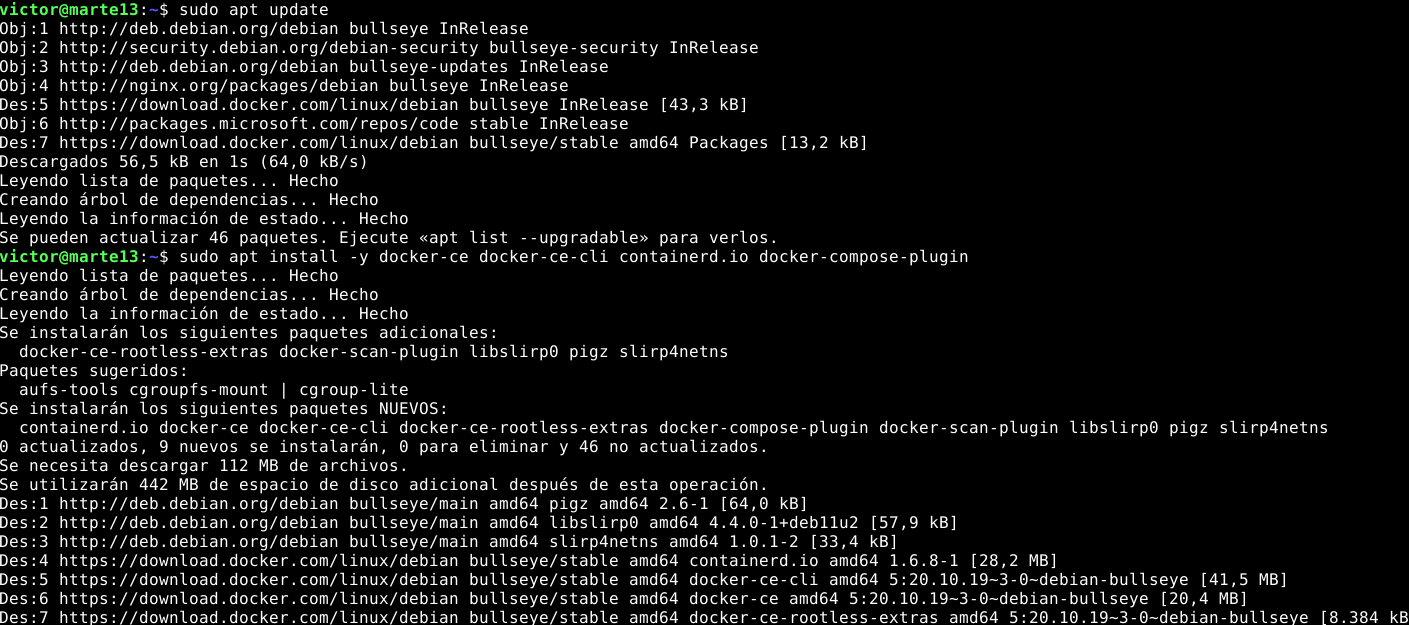 victor@marte13:~$ sudo apt update
Obj:1 http://deb.debian.org/debian bullseye InRelease
Obj:2 http://security.debian.org/debian-security bullseye-security InRelease
Obj:3 http://deb.debian.org/debian bullseye-updates InRelease
Obj:4 http://nginx.org/packages/debian bullseye InRelease
Des:5 https://download.docker.com/linux/debian bullseye InRelease [43,3 kB]
Obj:6 http://packages.microsoft.com/repos/code stable InRelease
Des:7 https://download.docker.com/linux/debian bullseye/stable amd64 Packages [13,2 kB]
Descargados 56,5 kB en 1s (64,0 kB/s)
Leyendo lista de paquetes... Hecho
Creando árbol de dependencias... Hecho
Leyendo la información de estado... Hecho
Se pueden actualizar 46 paquetes. Ejecute «apt list --upgradable» para verlos.
victor@marte13:~$ sudo apt install -y docker-ce docker-ce-cli containerd.io docker-compose-plugin
Leyendo lista de paquetes... Hecho
Creando árbol de dependencias... Hecho
Leyendo la información de estado... Hecho
Se instalarán los siguientes paquetes adicionales:
  docker-ce-rootless-extras docker-scan-plugin libslirp0 pigz slirp4netns
Paquetes sugeridos:
  aufs-tools cgroupfs-mount | cgroup-lite
Se instalarán los siguientes paquetes NUEVOS:
  containerd.io docker-ce docker-ce-cli docker-ce-rootless-extras docker-compose-plugin docker-scan-plugin libslirp0 pigz slirp4netns
0 actualizados, 9 nuevos se instalarán, 0 para eliminar y 46 no actualizados.
Se necesita descargar 112 MB de archivos.
Se utilizarán 442 MB de espacio de disco adicional después de esta operación.
Des:1 http://deb.debian.org/debian bullseye/main amd64 pigz amd64 2.6-1 [64,0 kB]
Des:2 http://deb.debian.org/debian bullseye/main amd64 libslirp0 amd64 4.4.0-1+deb11u2 [57,9 kB]
Des:3 http://deb.debian.org/debian bullseye/main amd64 slirp4netns amd64 1.0.1-2 [33,4 kB]
Des:4 https://download.docker.com/linux/debian bullseye/stable amd64 containerd.io amd64 1.6.8-1 [28,2 MB]
Des:5 https://download.docker.com/linux/debian bullseye/stable amd64 docker-ce-cli amd64 5:20.10.19~3-0~debian-bullseye [41,5 MB]
Des:6 https://download.docker.com/linux/debian bullseye/stable amd64 docker-ce amd64 5:20.10.19~3-0~debian-bullseye [20,4 MB]
Des:7 https://download.docker.com/linux/debian bullseye/stable amd64 docker-ce-rootless-extras amd64 5:20.10.19~3-0~debian-bullseye [8.384 kB